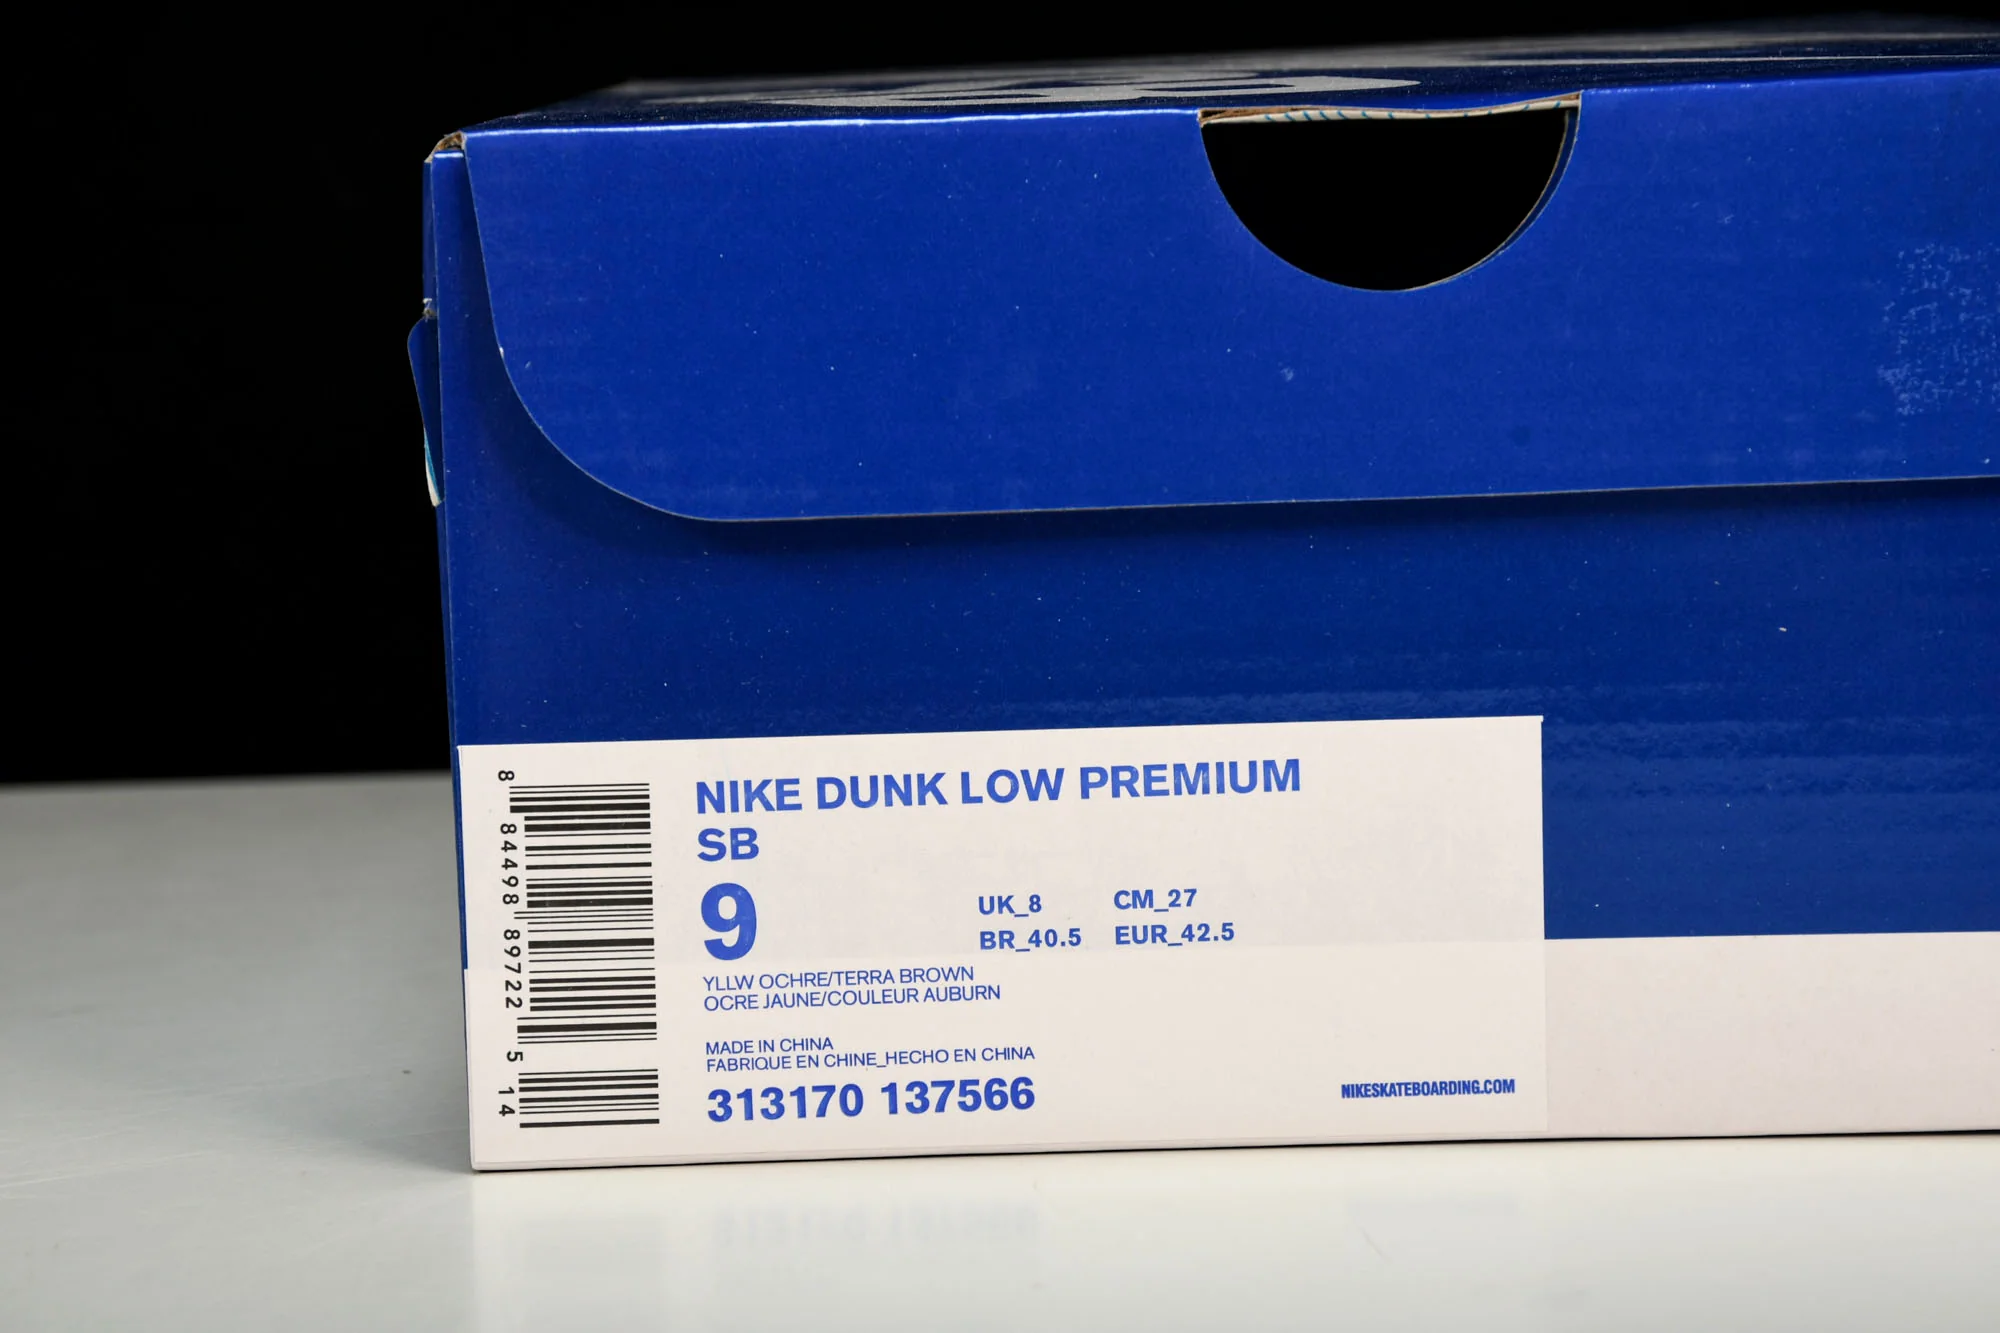 8 84498 89722 5 14
NIKE DUNK LOW PREMIUM
SB
9
UK_8 CM_27
BR_40.5 EUR_42.5
YLLW OCHRE/TERRA BROWN
OCRE JAUNE/COULEUR AUBURN
MADE IN CHINA
FABRIQUE EN CHINE_HECHO EN CHINA
313170 137566
NIKESKATEBOARDING.COM